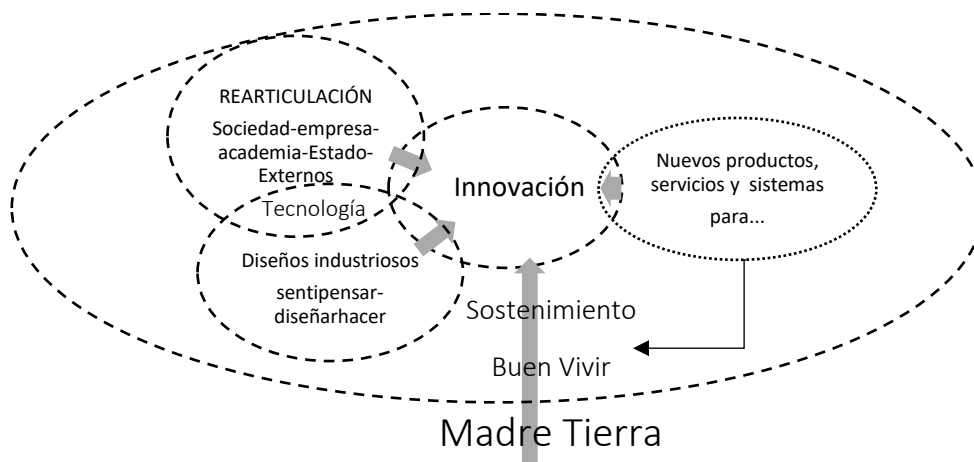 REARTICULACIÓN
Sociedad-empresa-
academia-Estado-
Externos
Tecnología
Diseños industriosos
sentipensar-
diseñarhacer
Innovación
Nuevos productos,
servicios y sistemas
para...
Sostenimiento
Buen Vivir
Madre Tierra